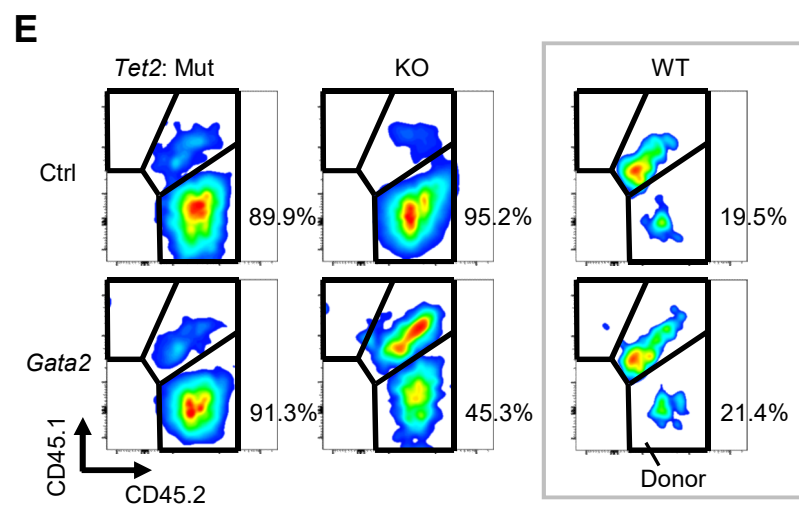 E
Tet2: Mut
KO
WT
Ctrl
89.9%
95.2%
19.5%
Gata2
91.3%
45.3%
21.4%
CD45.1
CD45.2
Donor